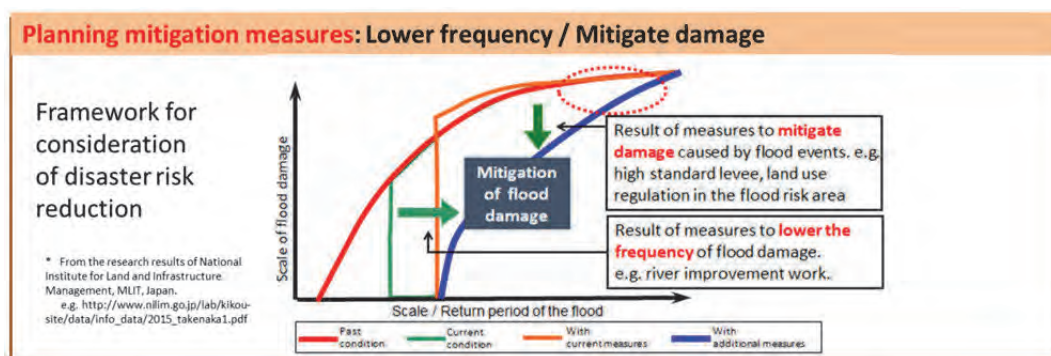 Planning mitigation measures: Lower frequency / Mitigate damage
Framework for
consideration
of disaster risk
reduction
* From the research results of National
Institute for Land and Infrastructure
Management, MLIT, Japan.
e.g. http://www.nilim.go.jp/lab/kikou-
site/data/info_data/2015_takenaka1.pdf
Scale of flood damage
Mitigation
of flood
damage
Result of measures to mitigate
damage caused by flood events. e.g.
high standard levee, land use
regulation in the flood risk area
Result of measures to lower the
frequency of flood damage.
e.g. river improvement work.
Scale / Return period of the flood
Past
condition
Current
condition
With
current measures
With
additional measures